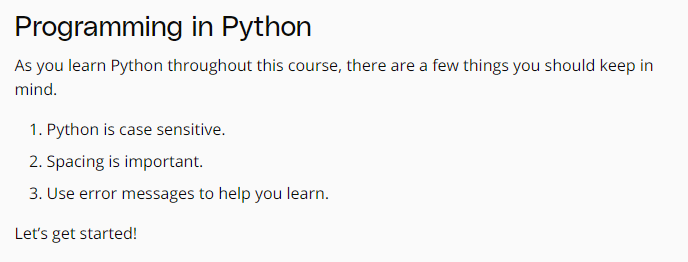 Programming in Python
As you learn Python throughout this course, there are a few things you should keep in
mind.
1. Python is case sensitive.
2. Spacing is important.
3. Use error messages to help you learn.
Let’s get started!